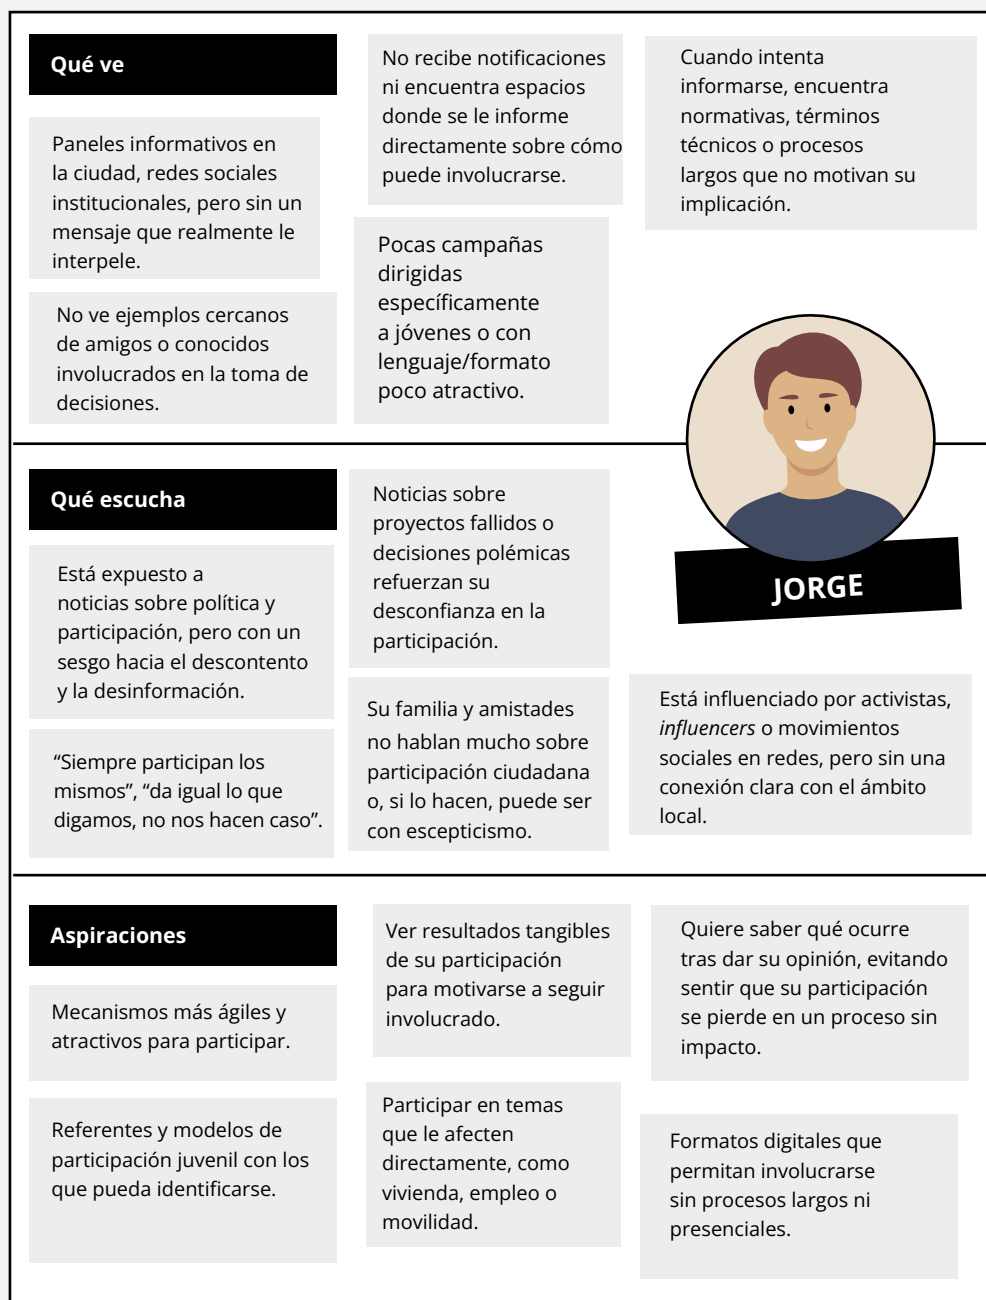 Qué ve
Paneles informativos en
la ciudad, redes sociales
institucionales, pero sin un
mensaje que realmente le
interpele.
No ve ejemplos cercanos
de amigos o conocidos
involucrados en la toma de
decisiones.
No recibe notificaciones
ni encuentra espacios
donde se le informe
directamente sobre cómo
puede involucrarse.
Pocas campañas
dirigidas
específicamente
a jóvenes o con
lenguaje/formato
poco atractivo.
Cuando intenta
informarse, encuentra
normativas, términos
técnicos o procesos
largos que no motivan su
implicación.
JORGE
Qué escucha
Está expuesto a
noticias sobre política y
participación, pero con un
sesgo hacia el descontento
y la desinformación.
“Siempre participan los
mismos”, “da igual lo que
digamos, no nos hacen caso”.
Noticias sobre
proyectos fallidos o
decisiones polémicas
refuerzan su
desconfianza en la
participación.
Su familia y amistades
no hablan mucho sobre
participación ciudadana
o, si lo hacen, puede ser
con escepticismo.
Está influenciado por activistas,
influencers o movimientos
sociales en redes, pero sin una
conexión clara con el ámbito
local.
Aspiraciones
Mecanismos más ágiles y
atractivos para participar.
Referentes y modelos de
participación juvenil con los
que pueda identificarse.
Ver resultados tangibles
de su participación
para motivarse a seguir
involucrado.
Participar en temas
que le afecten
directamente, como
vivienda, empleo o
movilidad.
Quiere saber qué ocurre
tras dar su opinión, evitando
sentir que su participación
se pierde en un proceso sin
impacto.
Formatos digitales que
permitan involucrarse
sin procesos largos ni
presenciales.